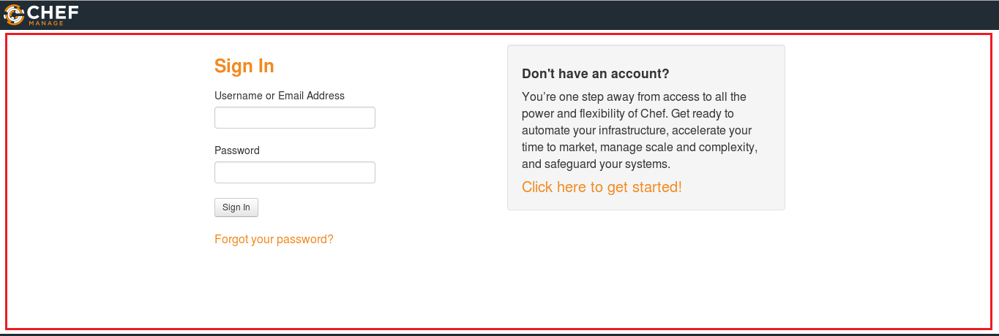 CHEF
MANAGE
Sign In
Username or Email Address
Password
Sign In
Forgot your password?
Don't have an account?
You’re one step away from access to all the
power and flexibility of Chef. Get ready to
automate your infrastructure, accelerate your
time to market, manage scale and complexity,
and safeguard your systems.
Click here to get started!